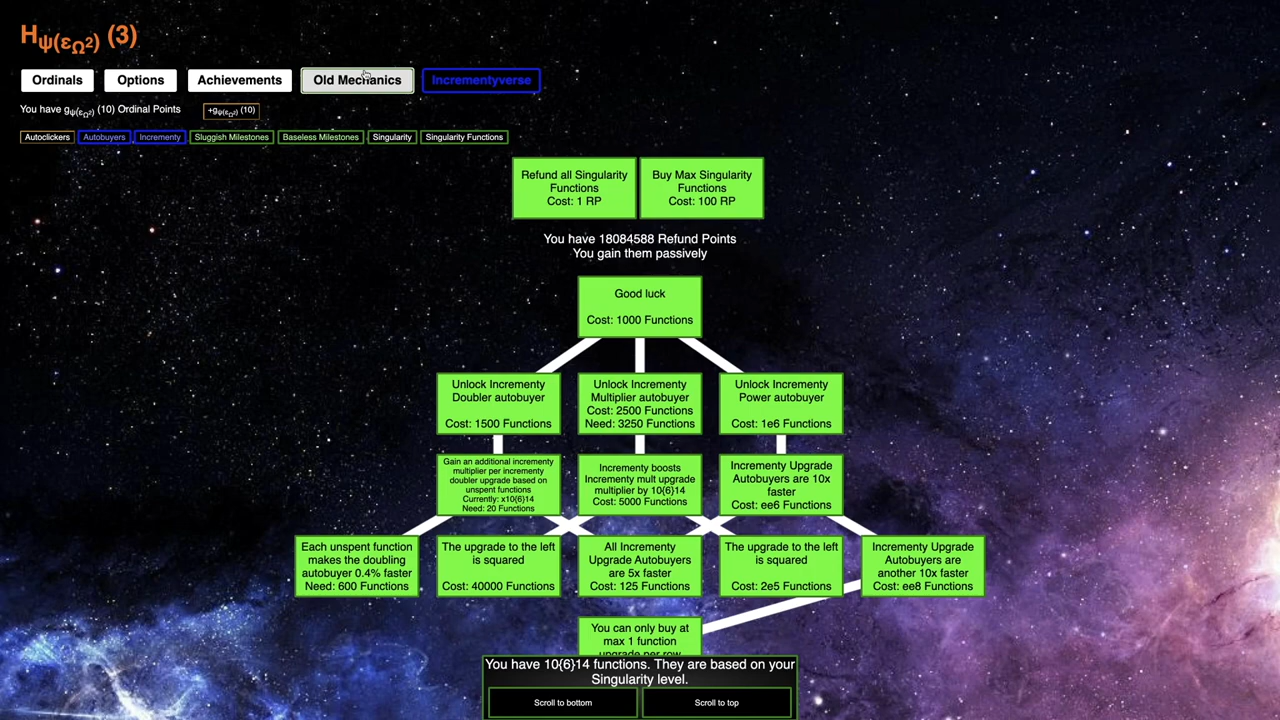 Hψ(εΩ²) (3)
Ordinals Options Achievements Old Mechanics Incrementyverse
You have gψ(εΩ²) (10) Ordinal Points +gψ(εΩ²) (10)
Autoclickers Autobuyers Incrementy Sluggish Milestones Baseless Milestones Singularity Singularity Functions
Refund all Singularity
Functions
Cost: 1 RP
Buy Max Singularity
Functions
Cost: 100 RP
You have 18084588 Refund Points
You gain them passively
Good luck
Cost: 1000 Functions
Unlock Incrementy
Doubler autobuyer
Cost: 1500 Functions
Unlock Incrementy
Multiplier autobuyer
Cost: 2500 Functions
Need: 3250 Functions
Unlock Incrementy
Power autobuyer
Cost: 1e6 Functions
Gain an additional incrementy
multiplier per incrementy
doubler upgrade based on
unspent functions
Currently: x10{6}14
Need: 20 Functions
Incrementy boosts
Incrementy mult upgrade
multiplier by 10{6}14
Cost: 5000 Functions
Incrementy Upgrade
Autobuyers are 10x
faster
Cost: ee6 Functions
Each unspent function
makes the doubling
autobuyer 0.4% faster
Need: 600 Functions
The upgrade to the left
is squared
Cost: 40000 Functions
All Incrementy
Upgrade Autobuyers
are 5x faster
Cost: 125 Functions
The upgrade to the left
is squared
Cost: 2e5 Functions
Incrementy Upgrade
Autobuyers are
another 10x faster
Cost: ee8 Functions
You can only buy at
max 1 function
upgrade per row
You have 10{6}14 functions. They are based on your
Singularity level.
Scroll to bottom Scroll to top